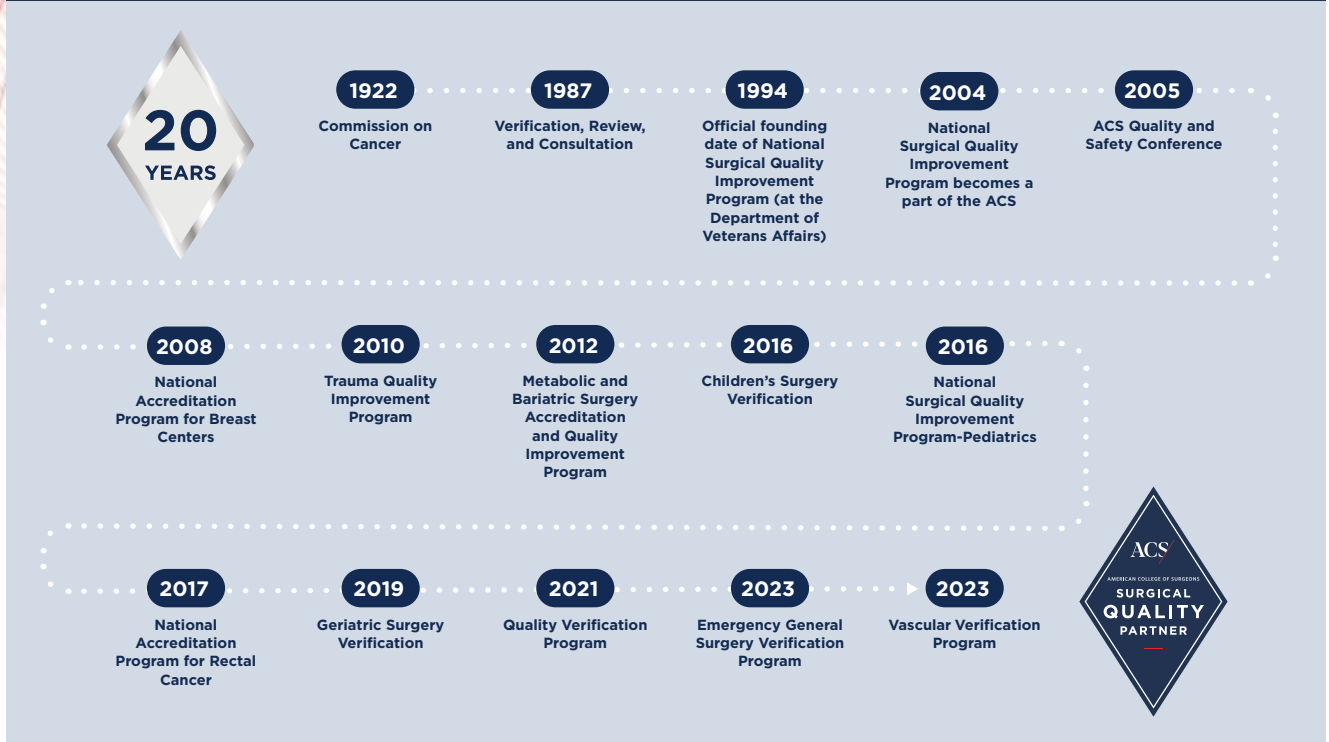 20
YEARS
1922
Commission on
Cancer
1987
Verification, Review,
and Consultation
1994
Official founding
date of National
Surgical Quality
Improvement
Program (at the
Department of
Veterans Affairs)
2004
National
Surgical Quality
Improvement
Program becomes a
part of the ACS
2005
ACS Quality and
Safety Conference
2008
National
Accreditation
Program for Breast
Centers
2010
Trauma Quality
Improvement
Program
2012
Metabolic and
Bariatric Surgery
Accreditation
and Quality
Improvement
Program
2016
Children’s Surgery
Verification
2016
National
Surgical Quality
Improvement
Program-Pediatrics
2017
National
Accreditation
Program for Rectal
Cancer
2019
Geriatric Surgery
Verification
2021
Quality Verification
Program
2023
Emergency General
Surgery Verification
Program
2023
Vascular Verification
Program
ACS
AMERICAN COLLEGE OF SURGEONS
SURGICAL
QUALITY
PARTNER